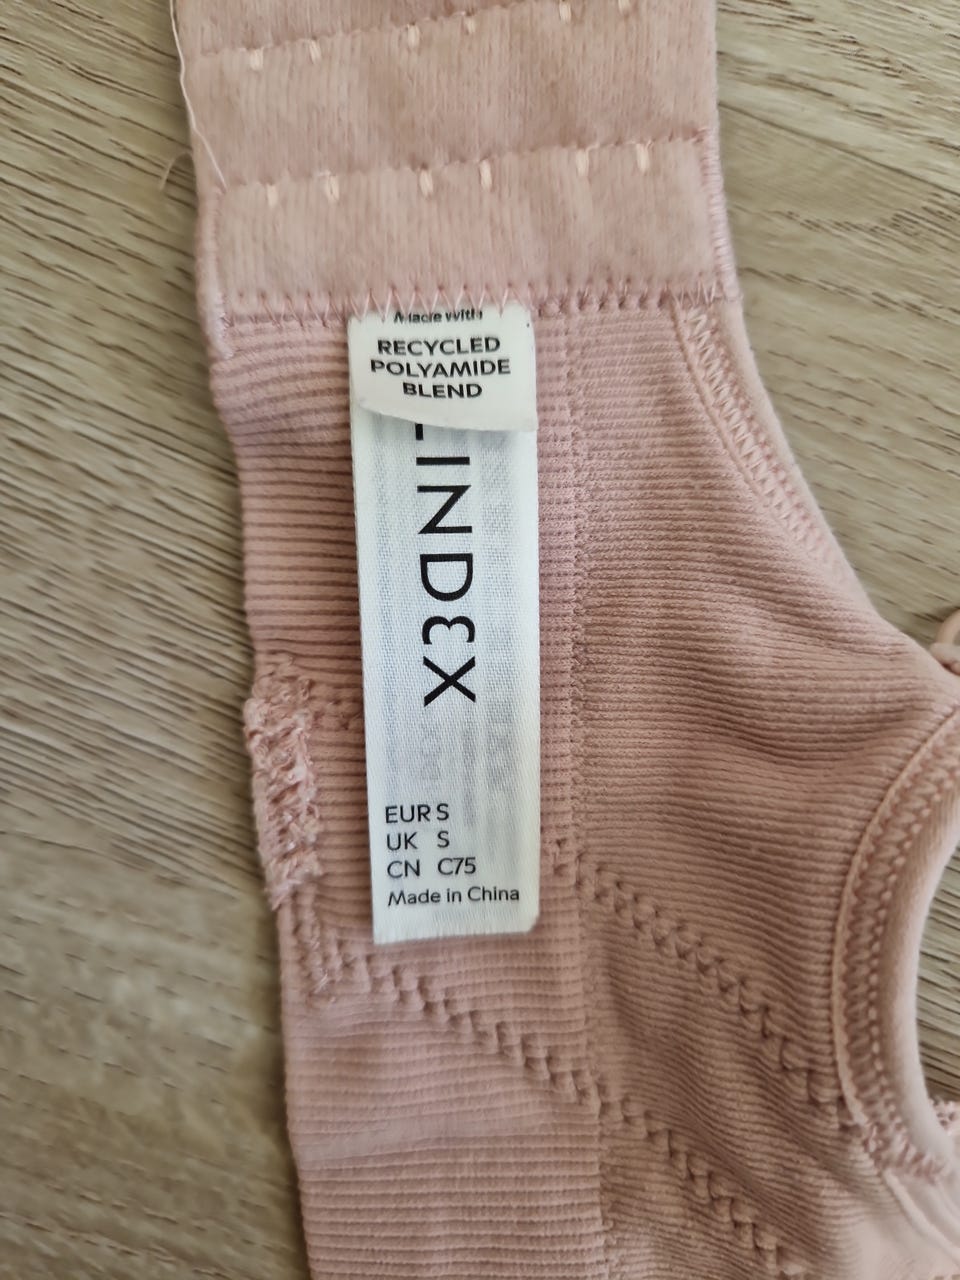 Made with
RECYCLED
POLYAMIDE
BLEND
LINDEX
EUR S
UK S
CN C75
Made in China